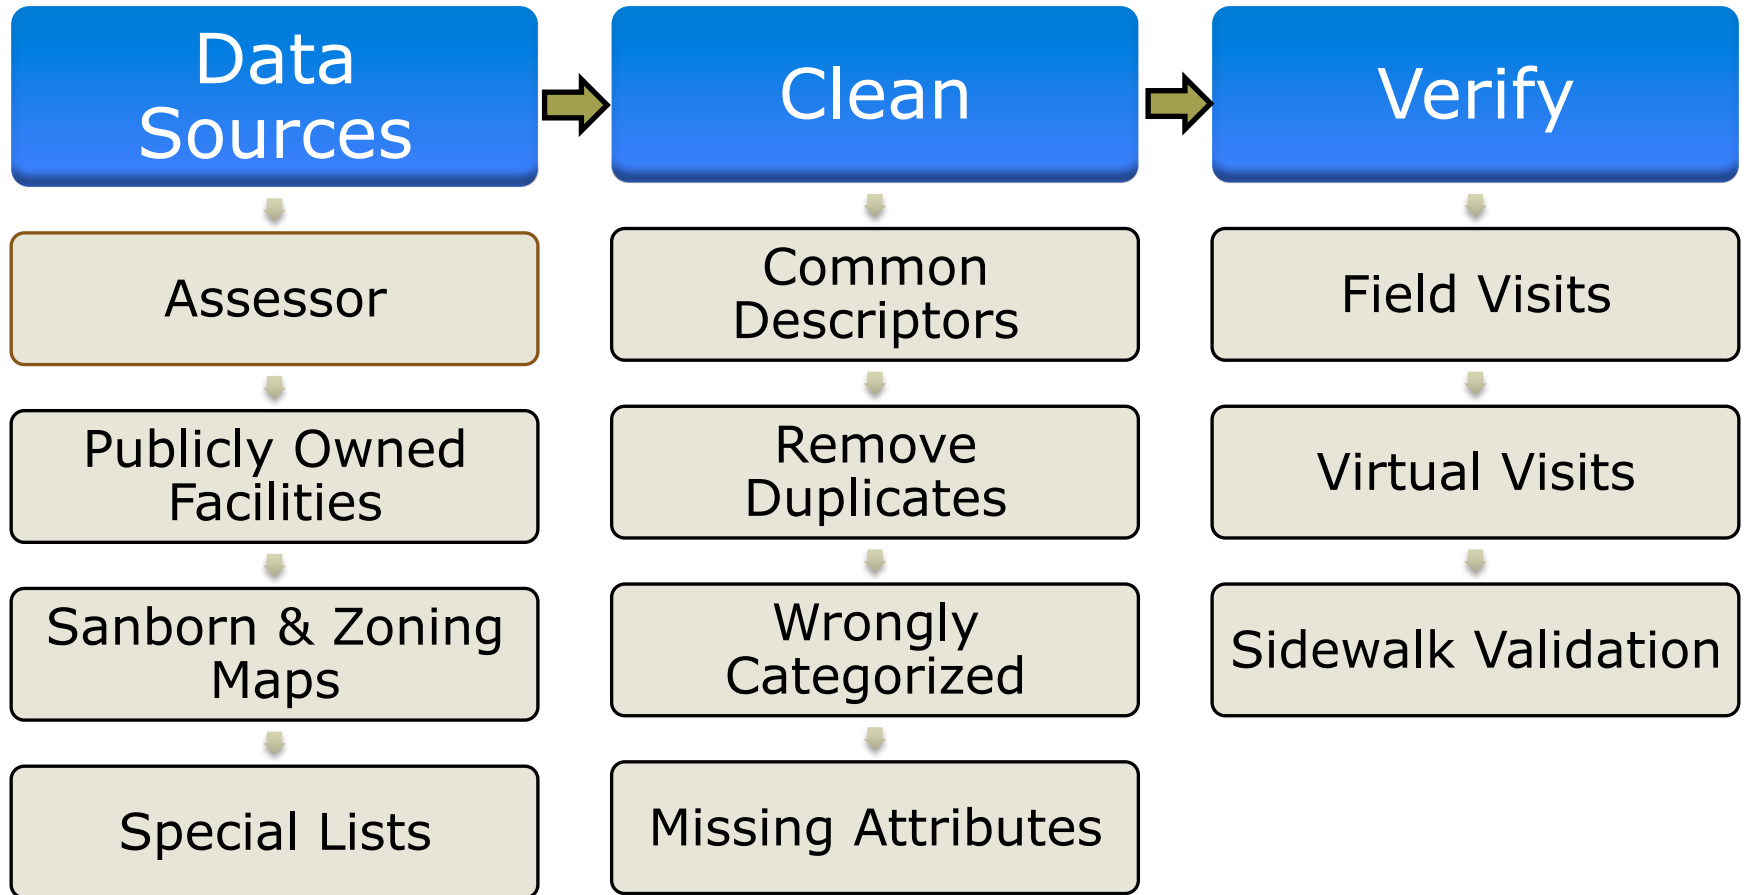 Data
Sources
Assessor
Publicly Owned
Facilities
Sanborn & Zoning
Maps
Special Lists
Clean
Common
Descriptors
Remove
Duplicates
Wrongly
Categorized
Missing Attributes
Verify
Field Visits
Virtual Visits
Sidewalk Validation